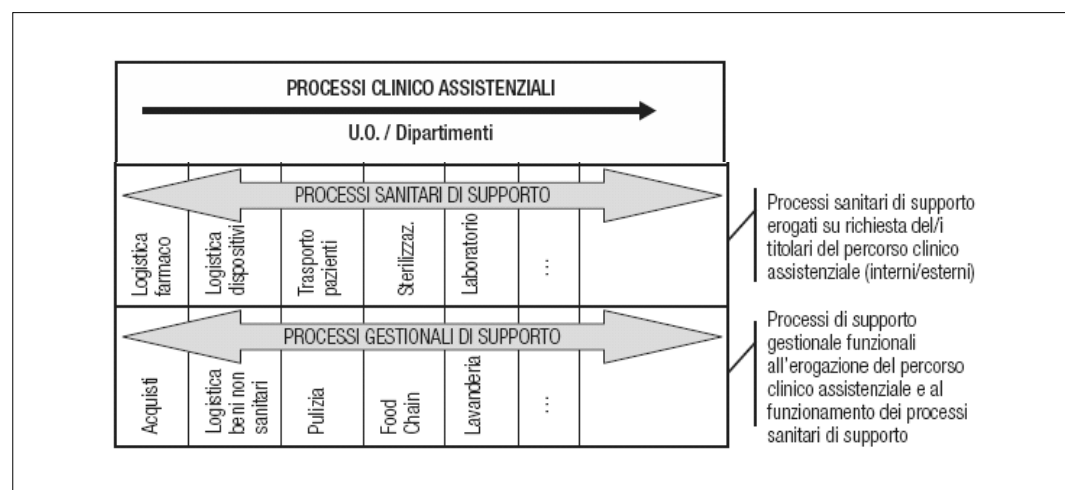 PROCESSI CLINICO ASSISTENZIALI
U.O. / Dipartimenti
PROCESSI SANITARI DI SUPPORTO
Logistica
farmaco
Logistica
dispositivi
Trasporto
pazienti
Sterilizzaz.
Laboratorio
...
Processi sanitari di supporto
erogati su richiesta del/i
titolari del percorso clinico
assistenziale (interni/esterni)
PROCESSI GESTIONALI DI SUPPORTO
Acquisti
Logistica
beni non
sanitari
Pulizia
Food
Chain
Lavanderia
...
Processi di supporto
gestionale funzionali
all'erogazione del percorso
clinico assistenziale e al
funzionamento dei processi
sanitari di supporto